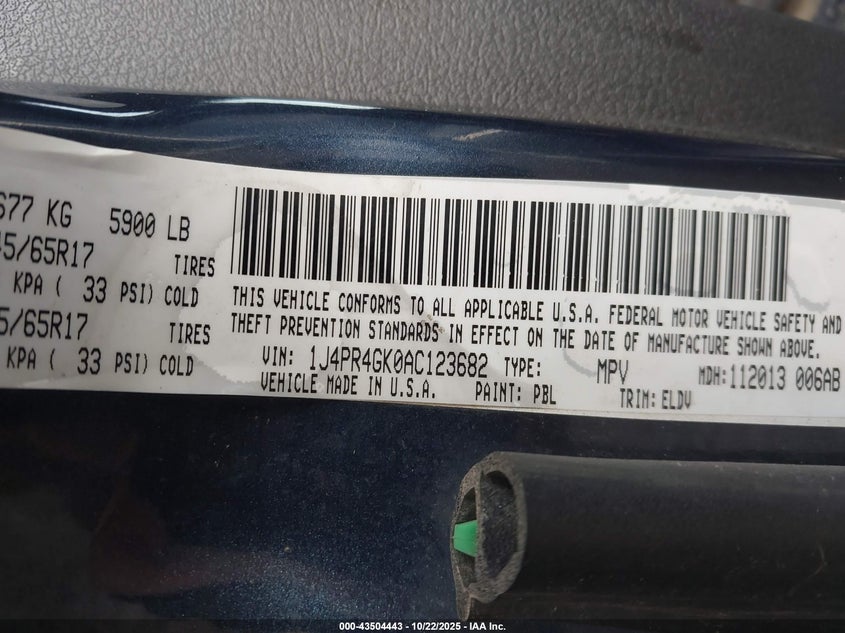 677 KG 5900 LB
5/65R17 TIRES
KPA ( 33 PSI) COLD
5/65R17 TIRES
KPA ( 33 PSI) COLD
THIS VEHICLE CONFORMS TO ALL APPLICABLE U.S.A. FEDERAL MOTOR VEHICLE SAFETY AND
THEFT PREVENTION STANDARDS IN EFFECT ON THE DATE OF MANUFACTURE SHOWN ABOVE.
VIN: 1J4PR4GK0AC123682 TYPE: MPV MDH: 112013 006AB
VEHICLE MADE IN U.S.A. PAINT: PBL TRIM: ELDV
000-43504443 - 10/22/2025 - IAA Inc.